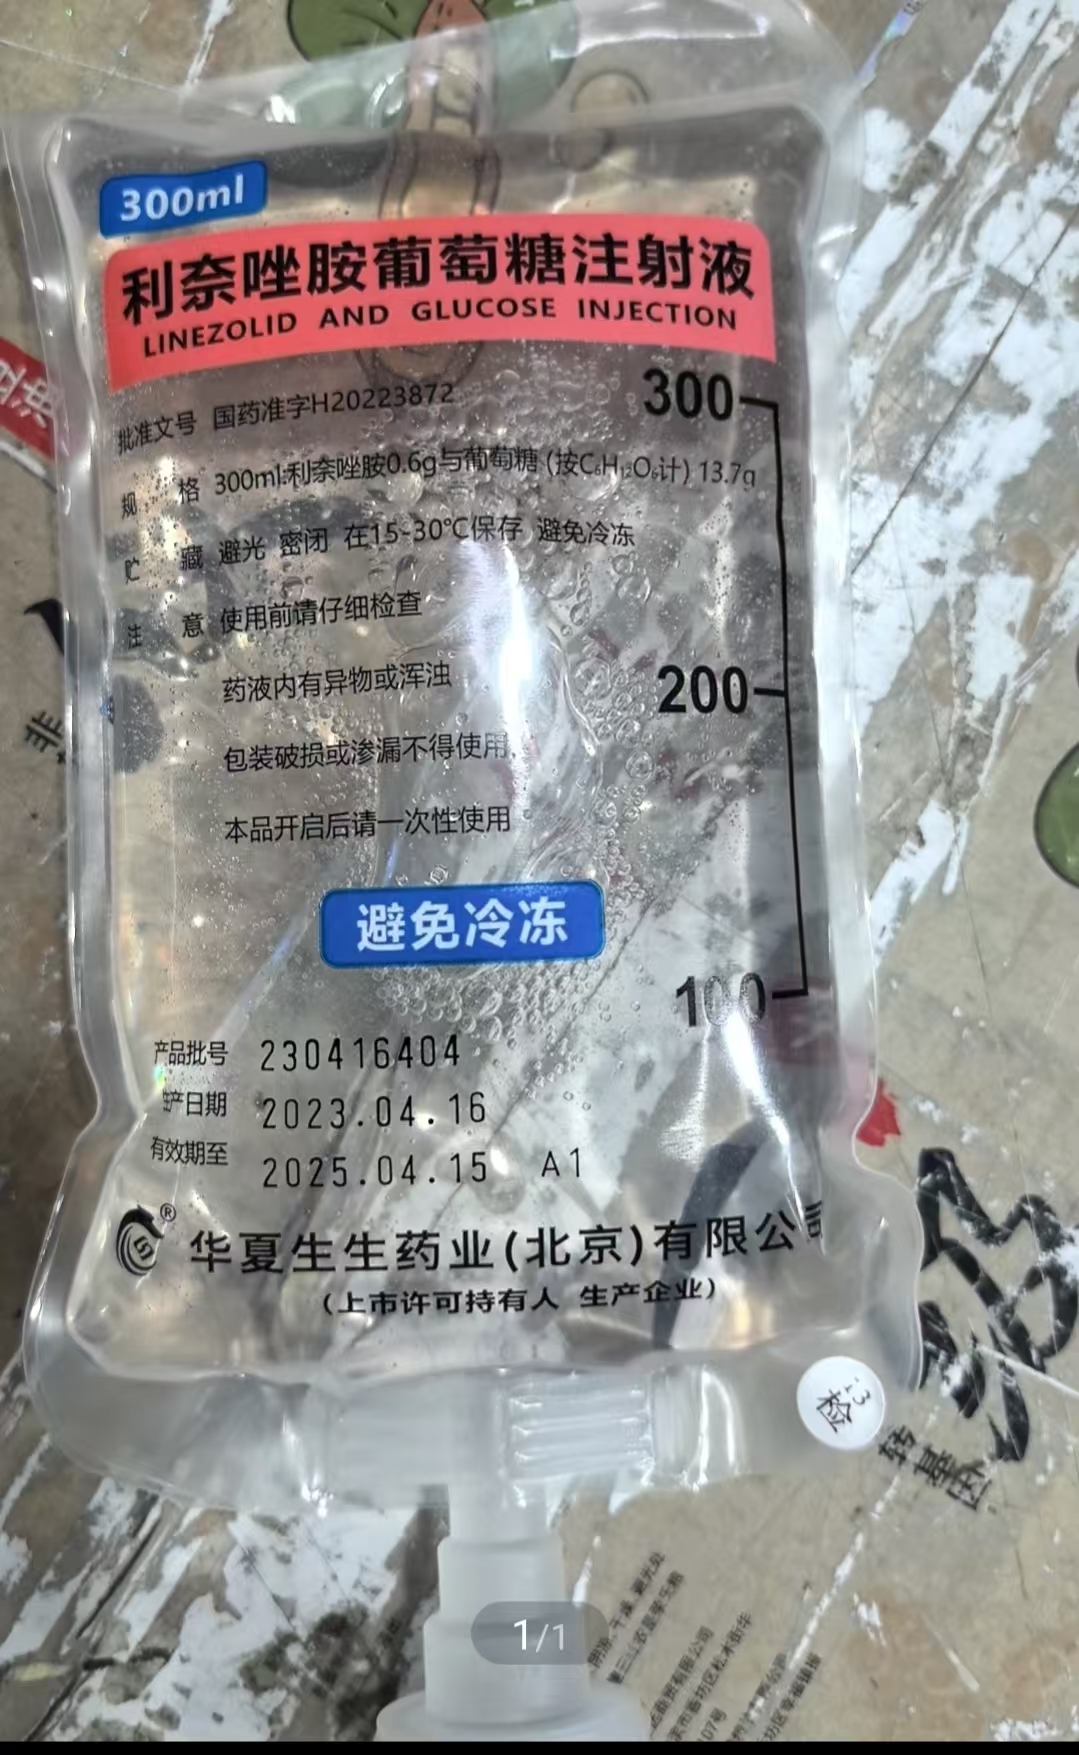 300ml
利奈唑胺葡萄糖注射液
LINEZOLID AND GLUCOSE INJECTION
批准文号 国药准字H20223872
规 格 300ml:利奈唑胺0.6g与葡萄糖 (按C₆H₁₂O₆计) 13.7g
贮 藏 避光 密闭 在15-30℃保存 避免冷冻
注 意 使用前请仔细检查
药液内有异物或浑浊
包装破损或渗漏不得使用
本品开启后请一次性使用
300
200
100
避免冷冻
产品批号 230416404
生产日期 2023.04.16
有效期至 2025.04.15 A1
® 华夏生生药业(北京)有限公司
(上市许可持有人 生产企业)
检
转基因
1/1
107号